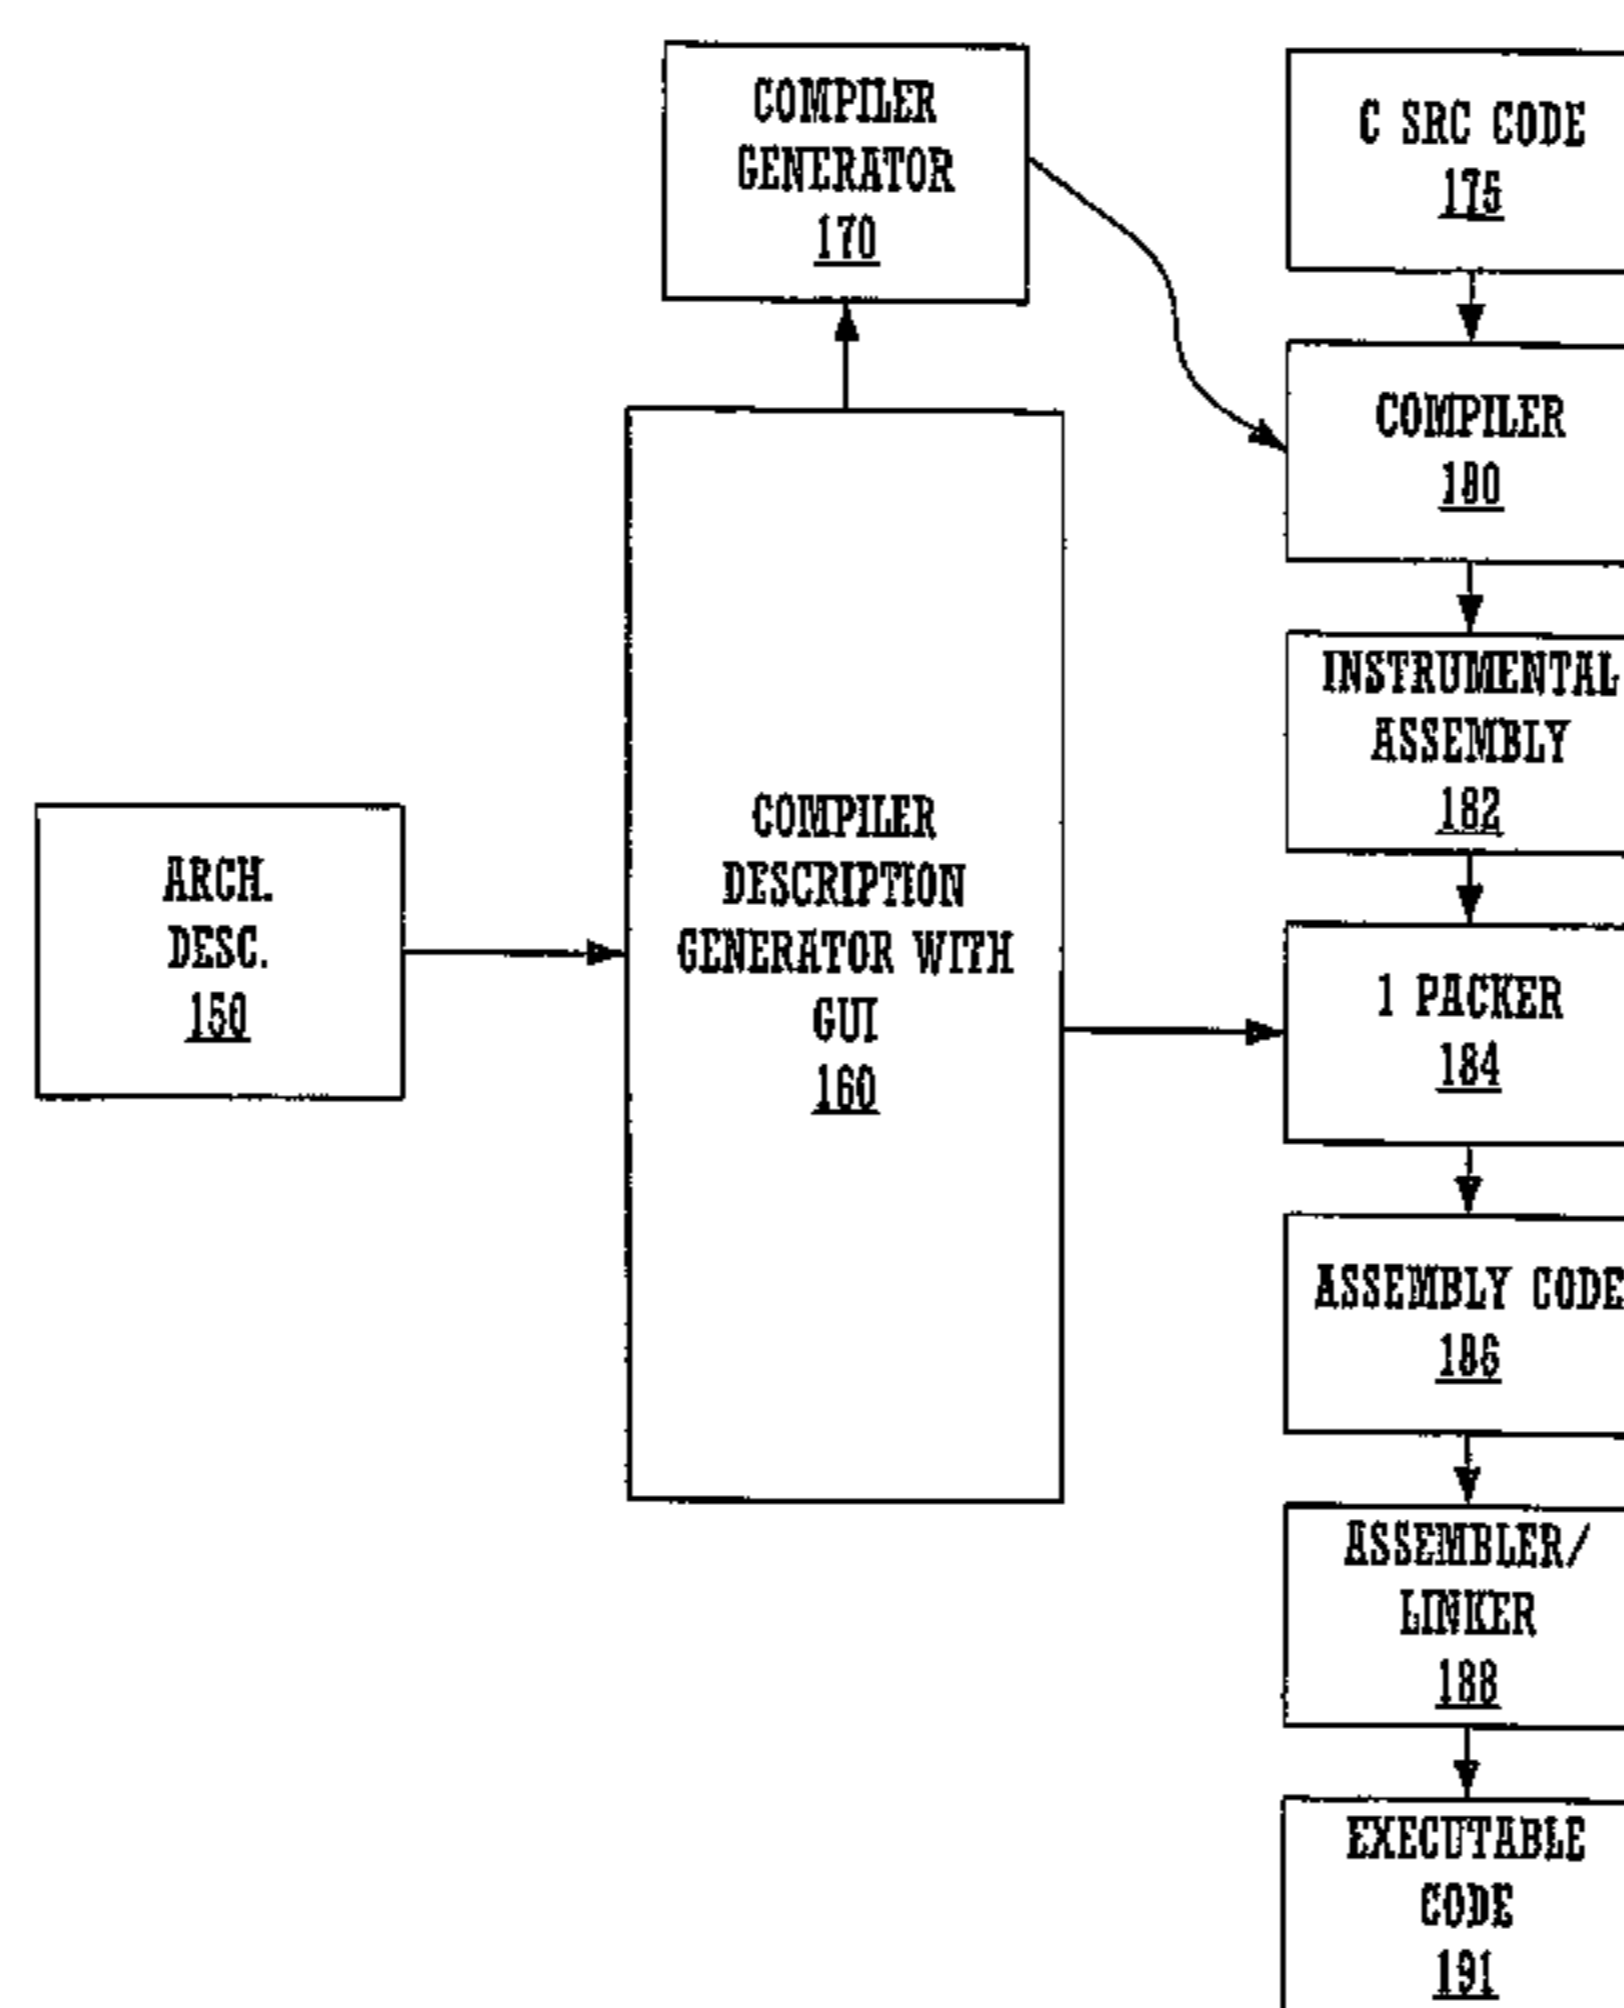 COMPILER
GENERATOR
170
C SRC CODE
175
COMPILER
180
INSTRUMENTAL
ASSEMBLY
182
ARCH.
DESC.
150
COMPILER
DESCRIPTION
GENERATOR WITH
GUI
160
1 PACKER
184
ASSEMBLY CODE
186
ASSEMBLER/
LINKER
188
EXECUTABLE
CODE
191